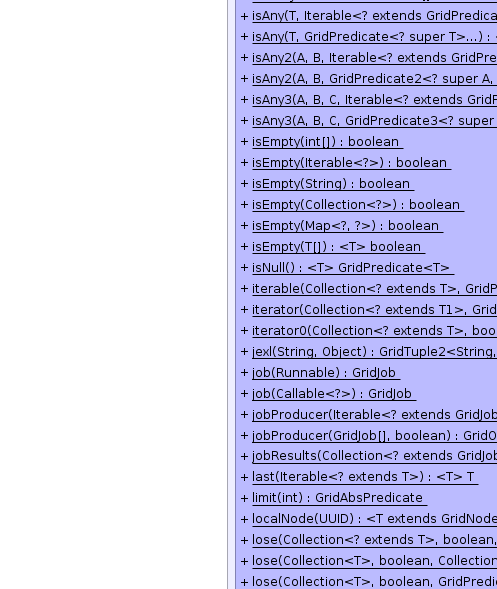 + isAny(T, Iterable<? extends GridPredica
+ isAny(T, GridPredicate<? super T>...) : <
+ isAny2(A, B, Iterable<? extends GridPre
+ isAny2(A, B, GridPredicate2<? super A,
+ isAny3(A, B, C, Iterable<? extends GridP
+ isAny3(A, B, C, GridPredicate3<? super
+ isEmpty(int[]) : boolean
+ isEmpty(Iterable<?>) : boolean
+ isEmpty(String) : boolean
+ isEmpty(Collection<?>) : boolean
+ isEmpty(Map<?, ?>) : boolean
+ isEmpty(T[]) : <T> boolean
+ isNull() : <T> GridPredicate<T>
+ iterable(Collection<? extends T>, GridP
+ iterator(Collection<? extends T1>, Grid
+ iterator0(Collection<? extends T>, boo
+ jexl(String, Object) : GridTuple2<String,
+ job(Runnable) : GridJob
+ job(Callable<?>) : GridJob
+ jobProducer(Iterable<? extends GridJob
+ jobProducer(GridJob[], boolean) : GridO
+ jobResults(Collection<? extends GridJob
+ last(Iterable<? extends T>) : <T> T
+ limit(int) : GridAbsPredicate
+ localNode(UUID) : <T extends GridNode
+ lose(Collection<? extends T>, boolean,
+ lose(Collection<T>, boolean, Collection
+ lose(Collection<T>, boolean, GridPredi